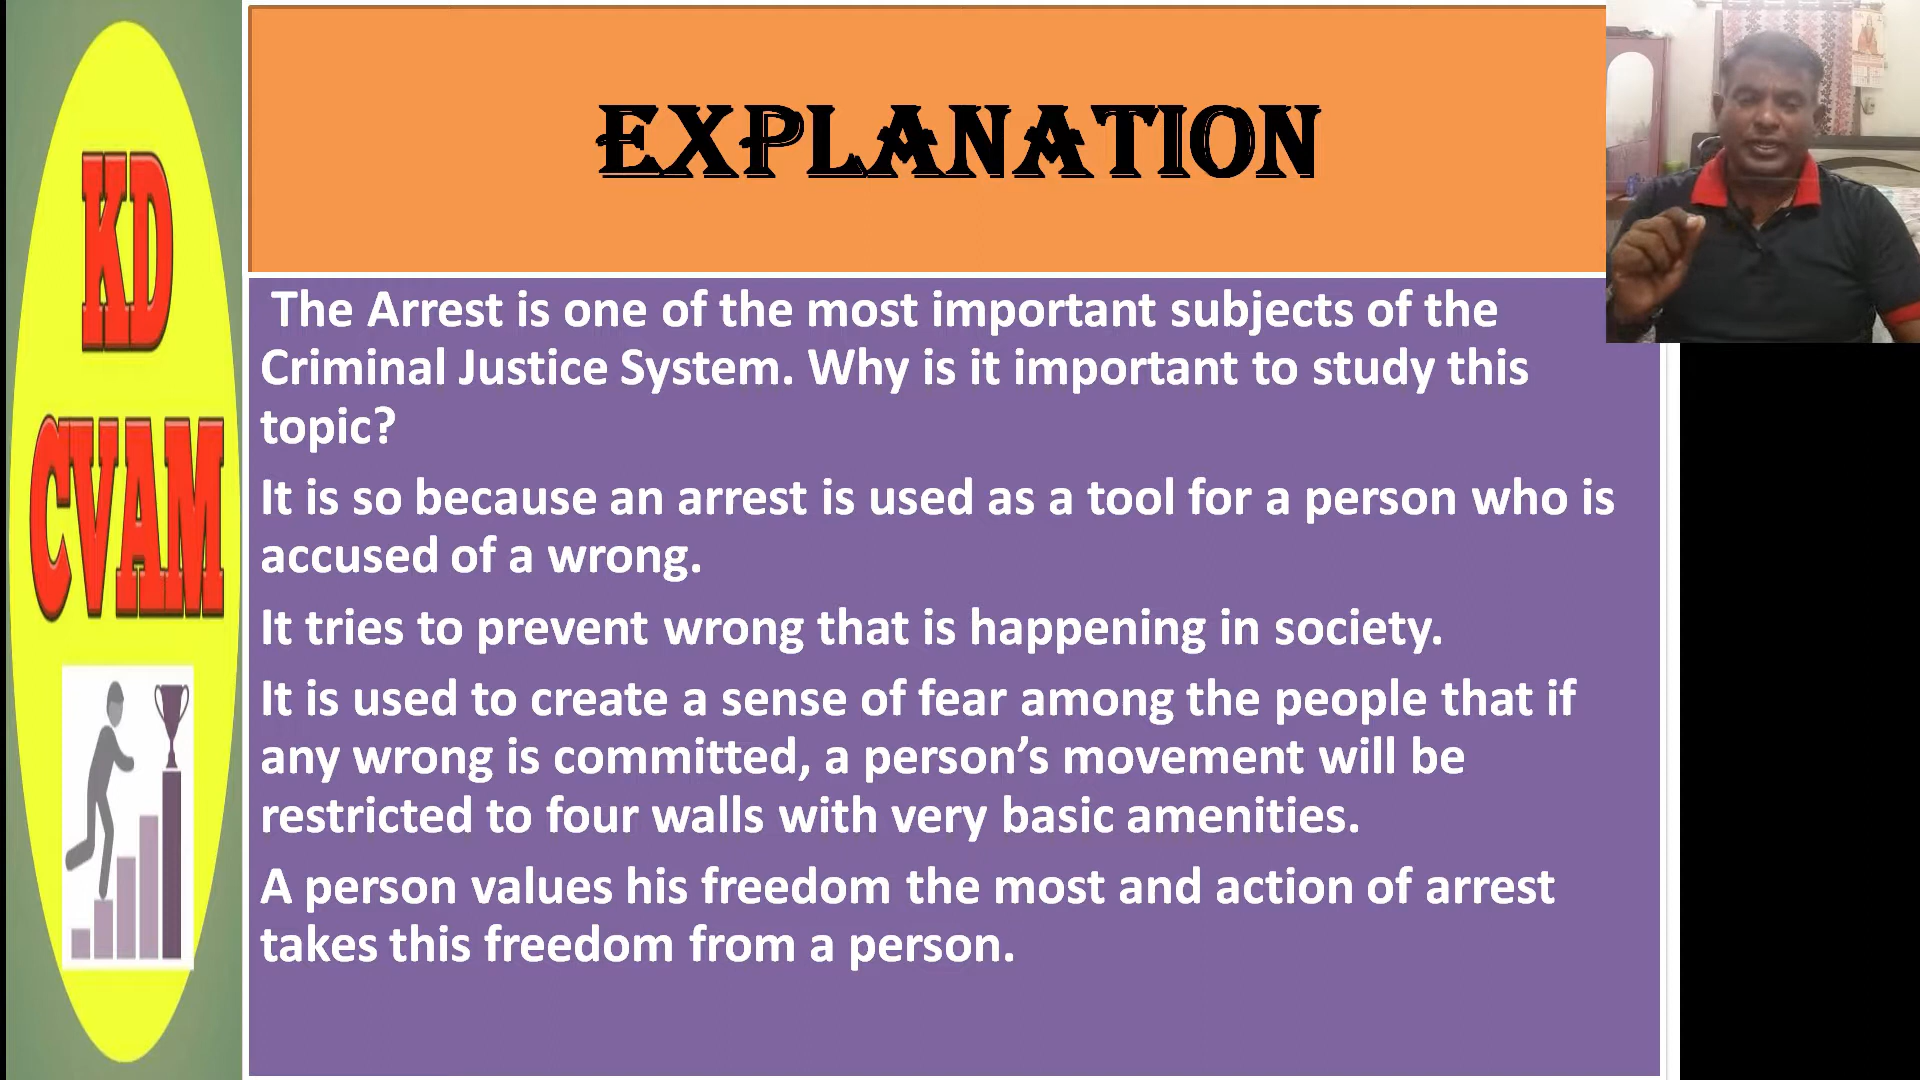 KD
CVAM
EXPLANATION
The Arrest is one of the most important subjects of the
Criminal Justice System. Why is it important to study this
topic?
It is so because an arrest is used as a tool for a person who is
accused of a wrong.
It tries to prevent wrong that is happening in society.
It is used to create a sense of fear among the people that if
any wrong is committed, a person’s movement will be
restricted to four walls with very basic amenities.
A person values his freedom the most and action of arrest
takes this freedom from a person.